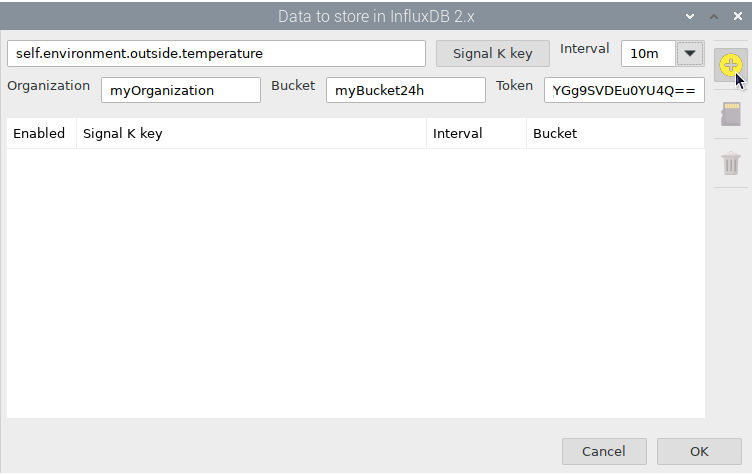 Data to store in InfluxDB 2.x
self.environment.outside.temperature Signal K key Interval 10m
Organization myOrganization Bucket myBucket24h Token YGg9SVDEu0YU4Q==
Enabled Signal K key Interval Bucket
Cancel OK